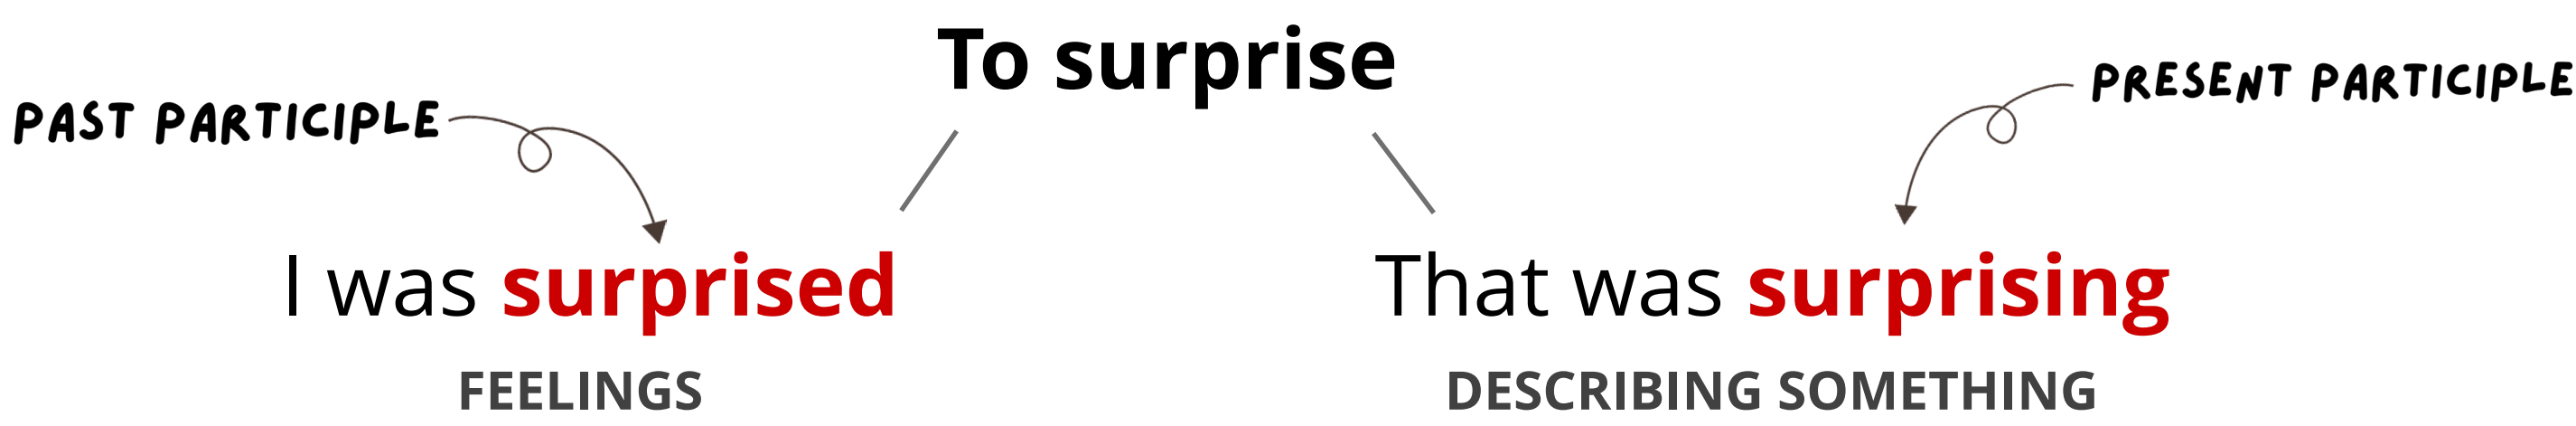 To surprise
PAST PARTICIPLE
PRESENT PARTICIPLE
I was surprised
That was surprising
FEELINGS
DESCRIBING SOMETHING